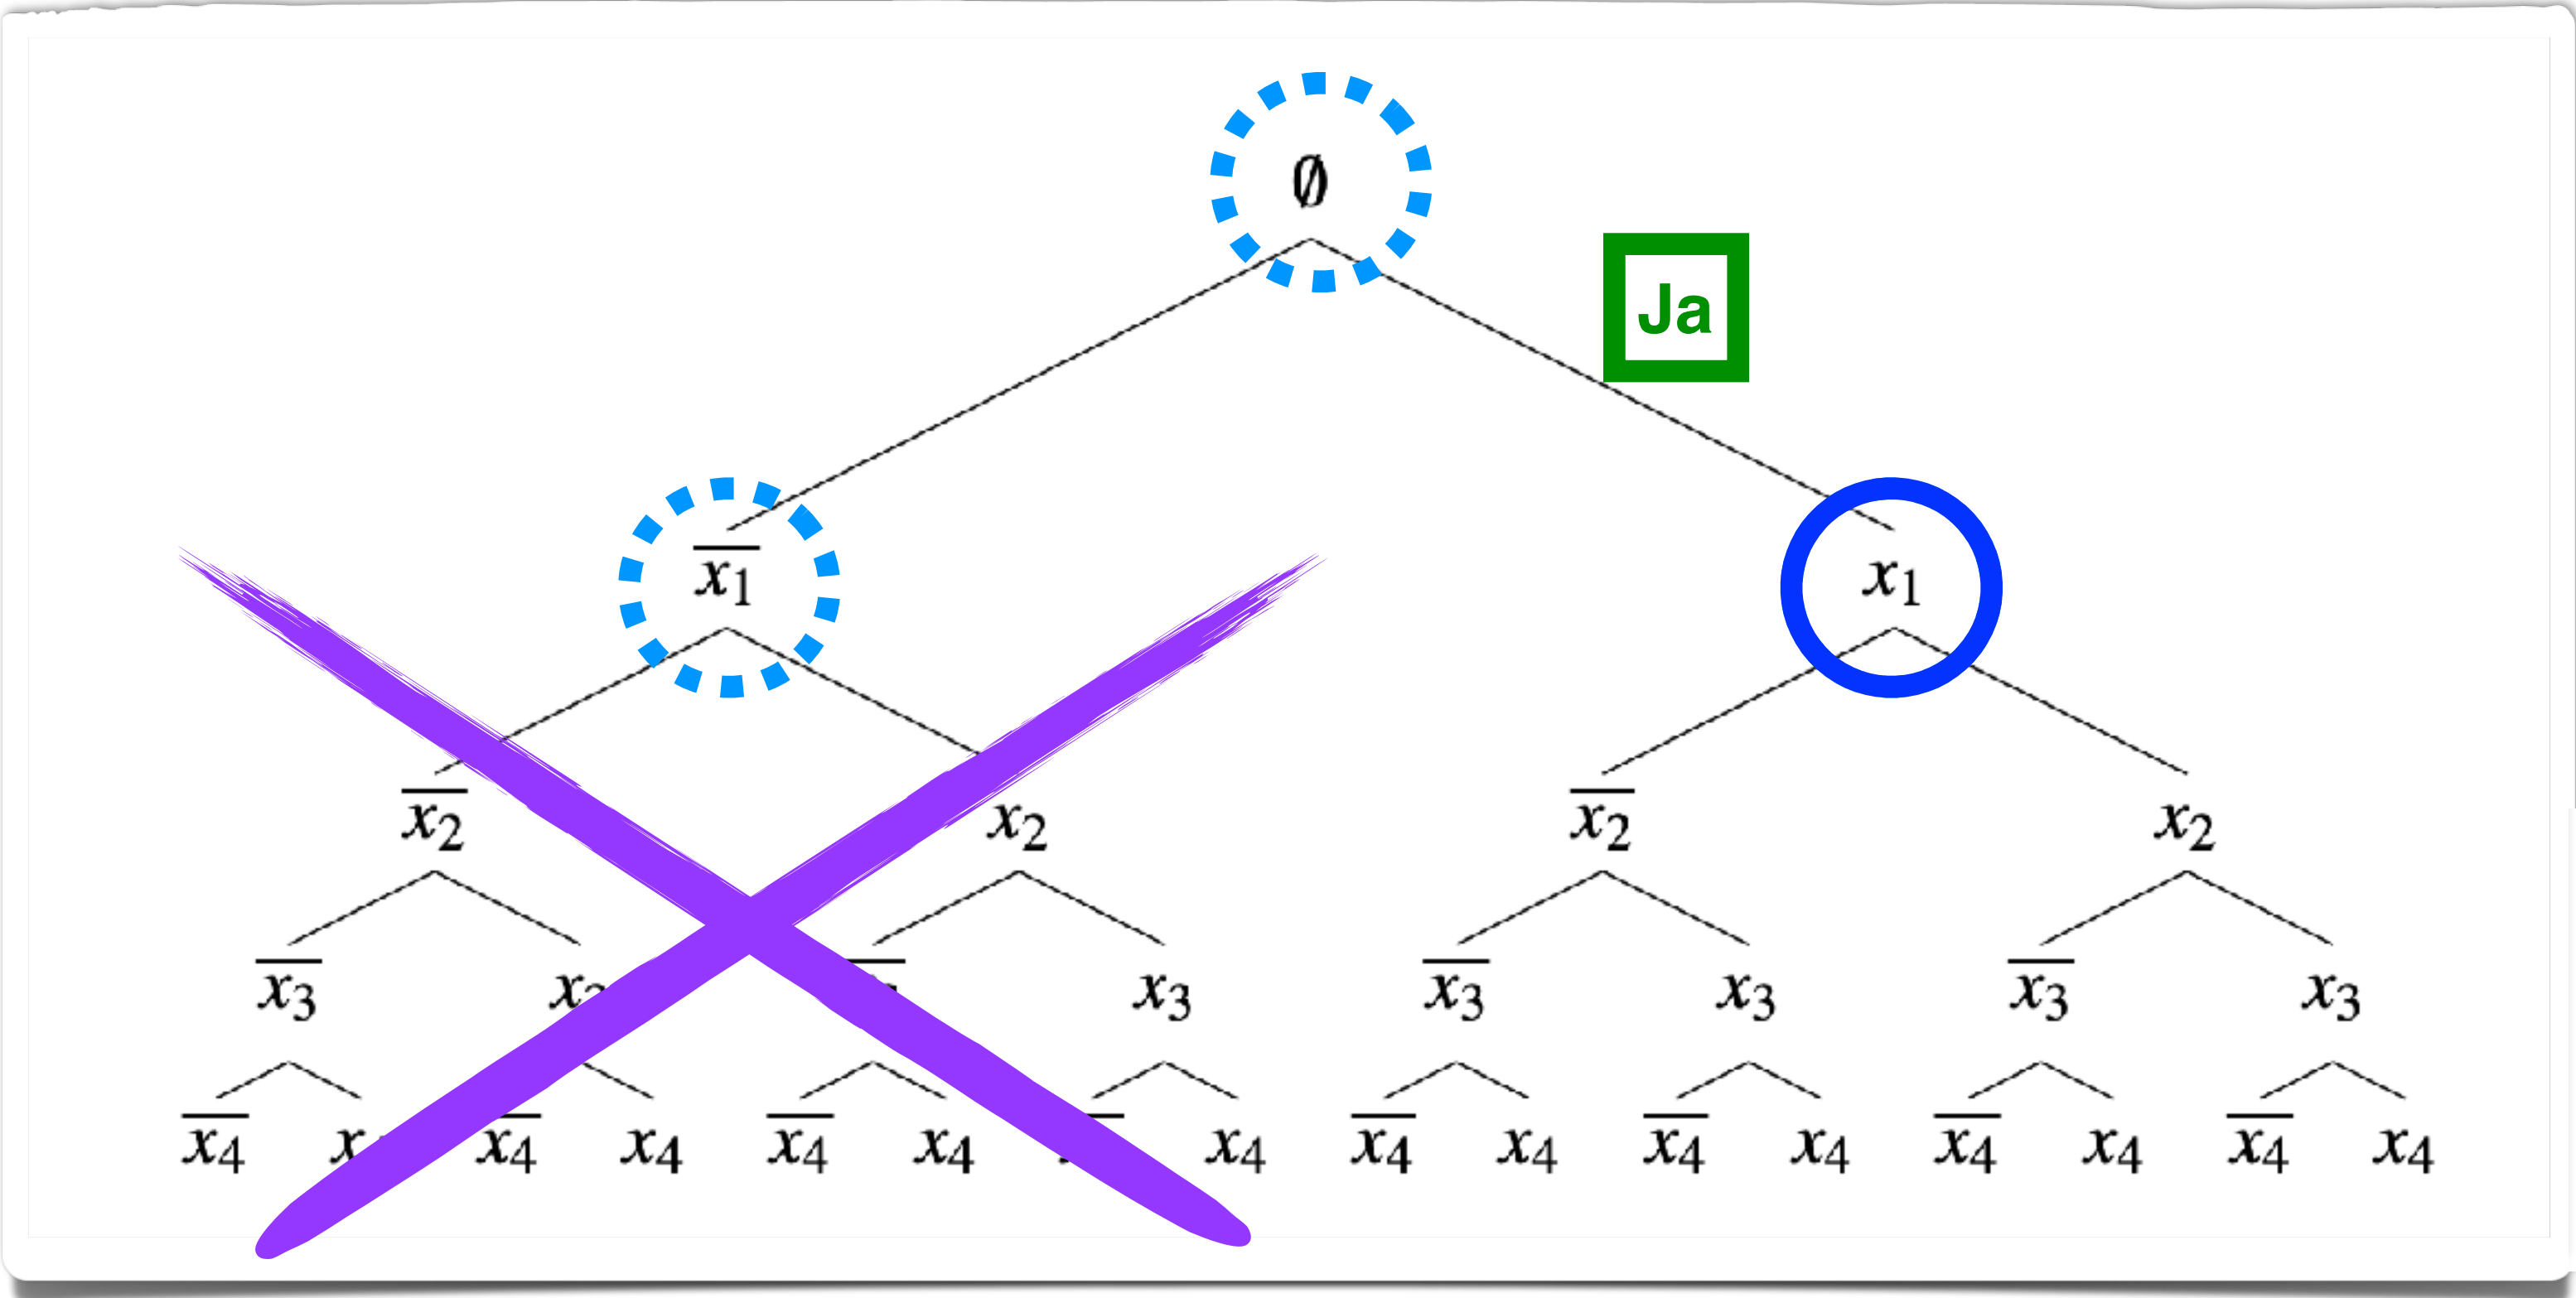 ∅
Ja
x̅₁ x₁
x̅₂ x₂ x̅₂ x₂
x̅₃ x₃ x̅₃ x₃ x̅₃ x₃
x̅₄ x̅₄ x₄ x̅₄ x₄ x₄ x̅₄ x₄ x̅₄ x₄ x̅₄ x₄ x̅₄ x₄